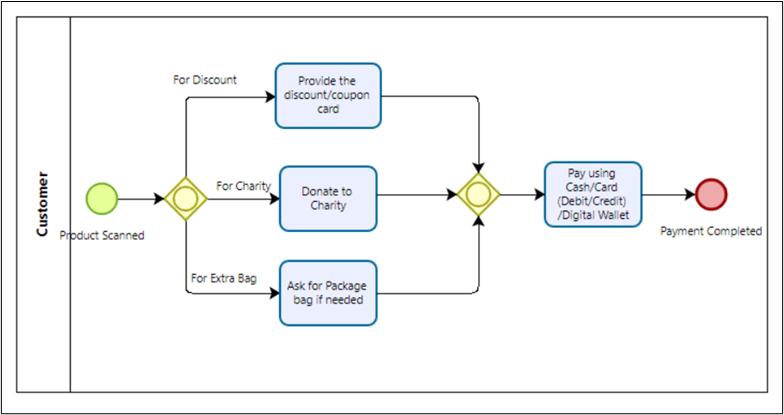 Customer
Product Scanned
For Discount
For Charity
For Extra Bag
Provide the
discount/coupon
card
Donate to
Charity
Ask for Package
bag if needed
Pay using
Cash/Card
(Debit/Credit)
/Digital Wallet
Payment Completed